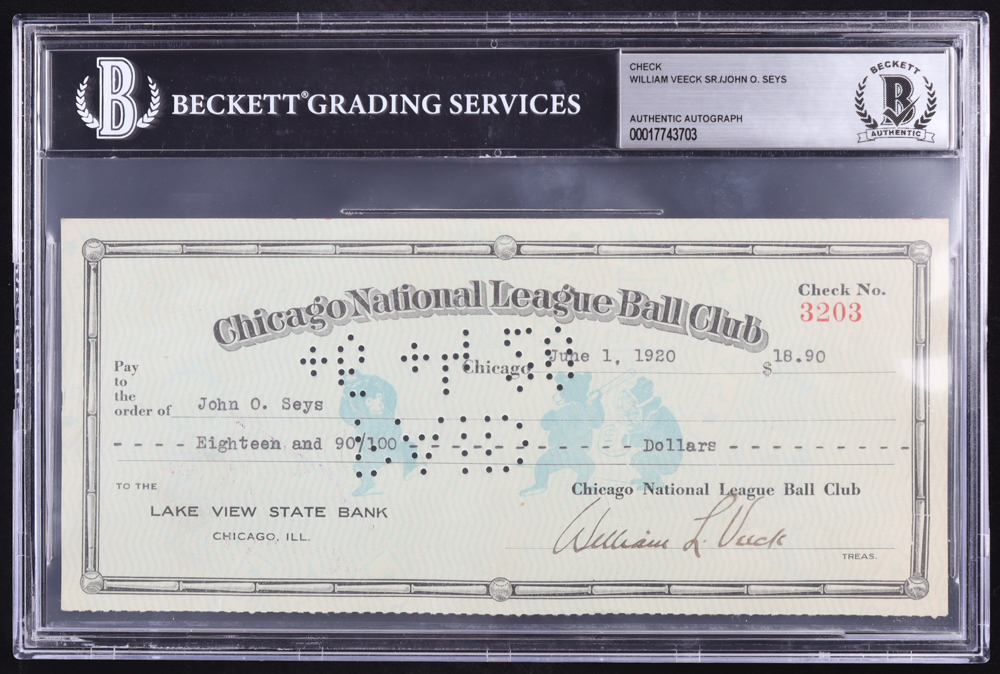 B BECKETT® GRADING SERVICES
CHECK
WILLIAM VEECK SR./JOHN O. SEYS
AUTHENTIC AUTOGRAPH
00017743703
BECKETT
B
AUTHENTIC
Chicago National League Ball Club
Check No.
3203
Chicago June 1, 1920 $18.90
Pay
to
the
order of John O. Seys
- - - - Eighteen and 90/100 - - - - - - - - - - - - Dollars - - - - - - - - -
TO THE
LAKE VIEW STATE BANK
CHICAGO, ILL.
Chicago National League Ball Club
William L. Veeck
TREAS.